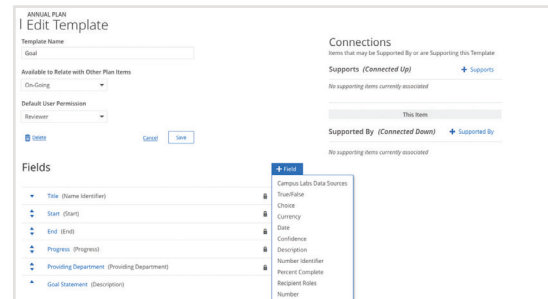 ANNUAL PLAN
Edit Template
Template Name
Goal
Available to Relate with Other Plan Items
On-Going
Default User Permission
Reviewer
Delete
Cancel
Save
Connections
Items that may be Supported By or are Supporting this Template
Supports (Connected Up)
+ Supports
No supporting items currently associated
This Item
Supported By (Connected Down)
+ Supported By
No supporting items currently associated
Fields
+ Field
Title (Name Identifier)
Start (Start)
End (End)
Progress (Progress)
Providing Department (Providing Department)
Goal Statement (Description)
Campus Labs Data Sources
True/False
Choice
Currency
Date
Confidence
Description
Number Identifier
Percent Complete
Recipient Roles
Number